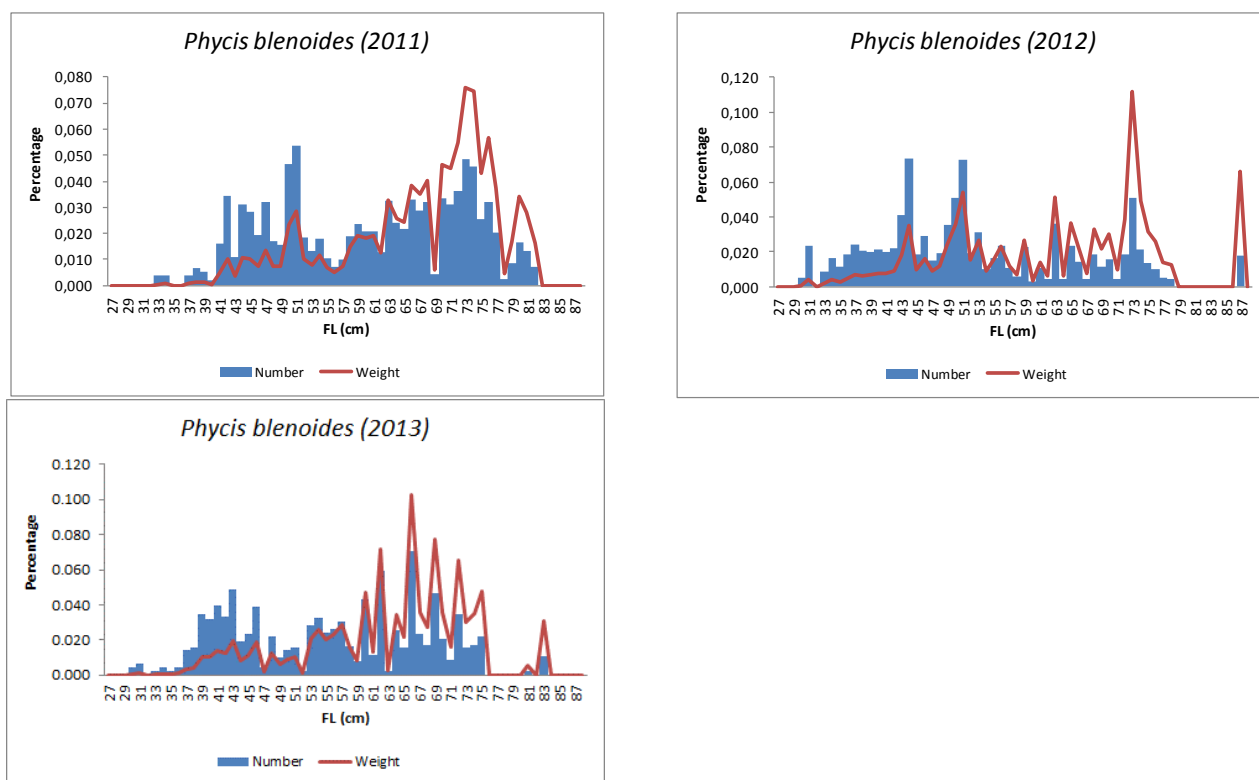 Phycis blenoides (2011)
0,080
0,070
0,060
0,050
0,040
0,030
0,020
0,010
0,000
Percentage
27 29 31 33 35 37 39 41 43 45 47 49 51 53 55 57 59 61 63 65 67 69 71 73 75 77 79 81 83 85 87
FL (cm)
Number Weight
Phycis blenoides (2012)
0,120
0,100
0,080
0,060
0,040
0,020
0,000
Percentage
27 29 31 33 35 37 39 41 43 45 47 49 51 53 55 57 59 61 63 65 67 69 71 73 75 77 79 81 83 85 87
FL (cm)
Number Weight
Phycis blenoides (2013)
0.120
0.100
0.080
0.060
0.040
0.020
0.000
Percentage
27 29 31 33 35 37 39 41 43 45 47 49 51 53 55 57 59 61 63 65 67 69 71 73 75 77 79 81 83 85 87
FL (cm)
Number Weight